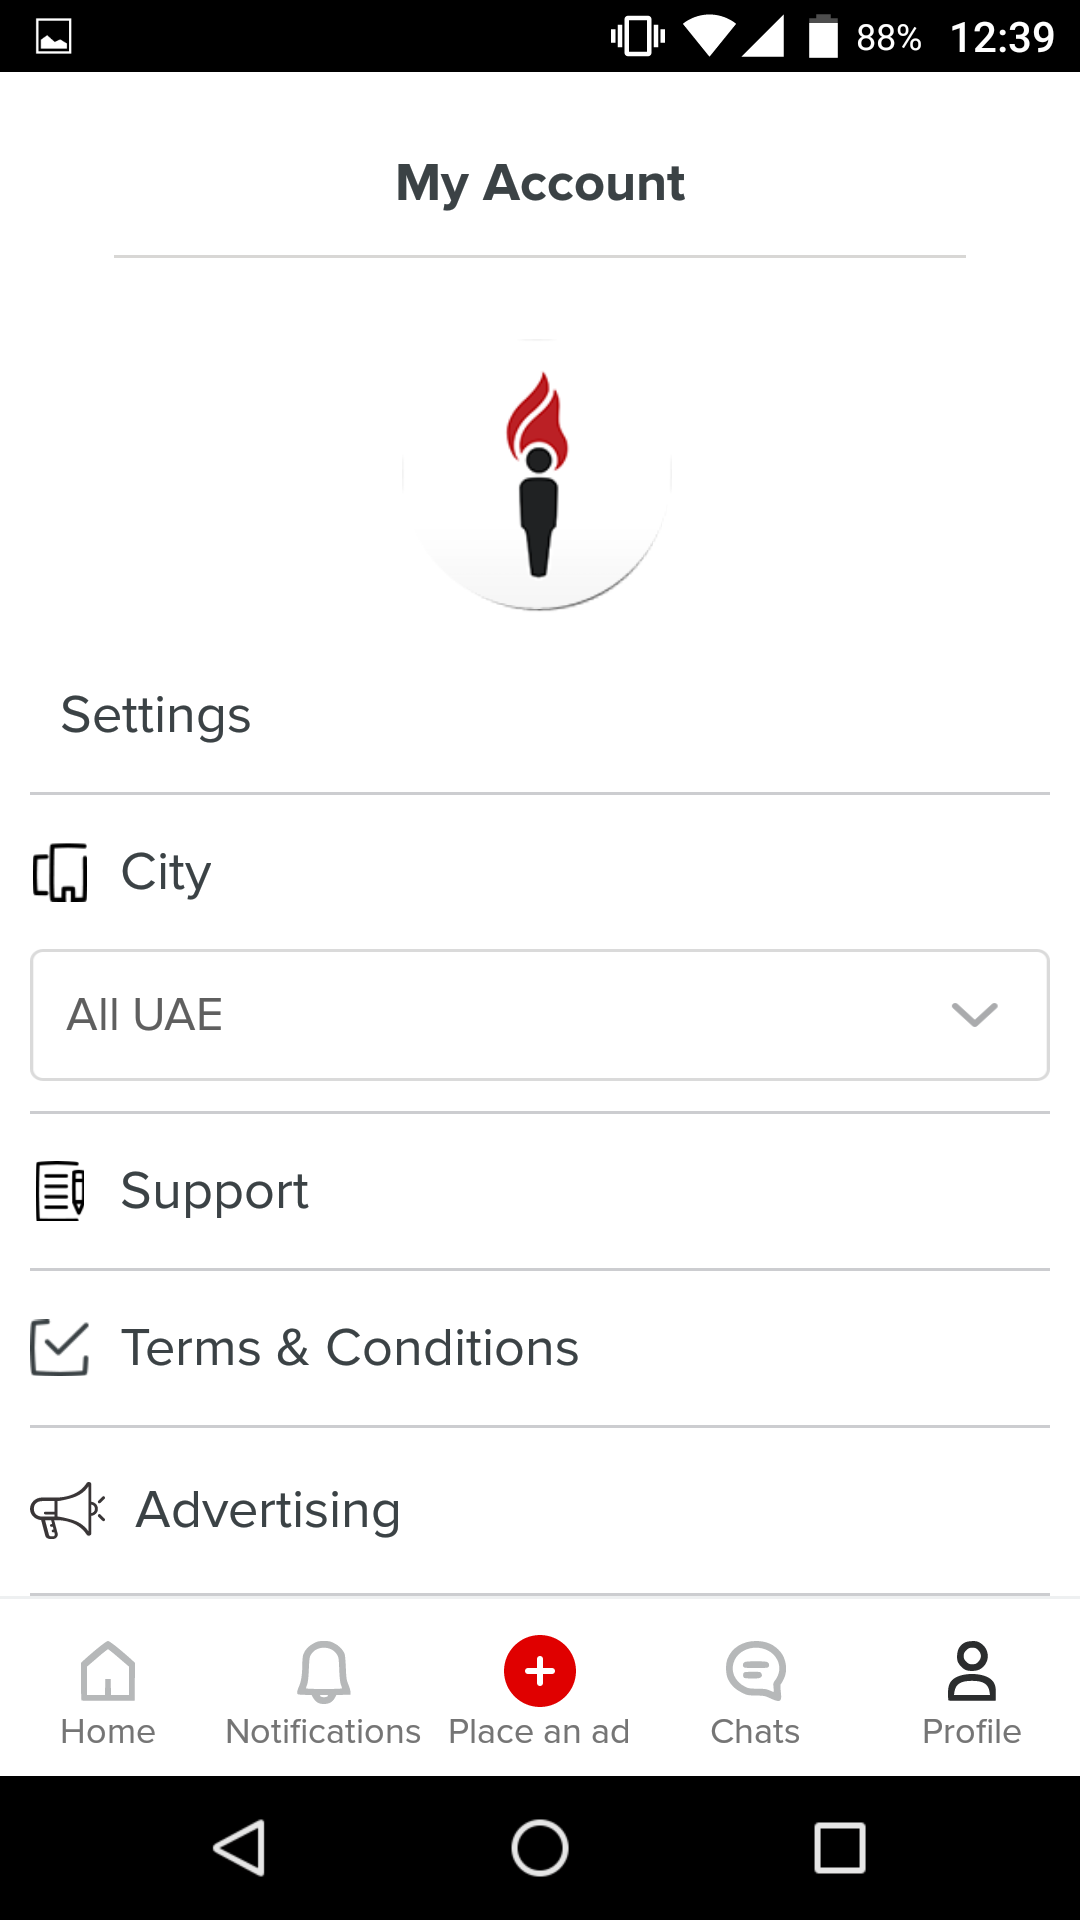 88% 12:39
My Account
Settings
City
All UAE
Support
Terms & Conditions
Advertising
Home Notifications Place an ad Chats Profile